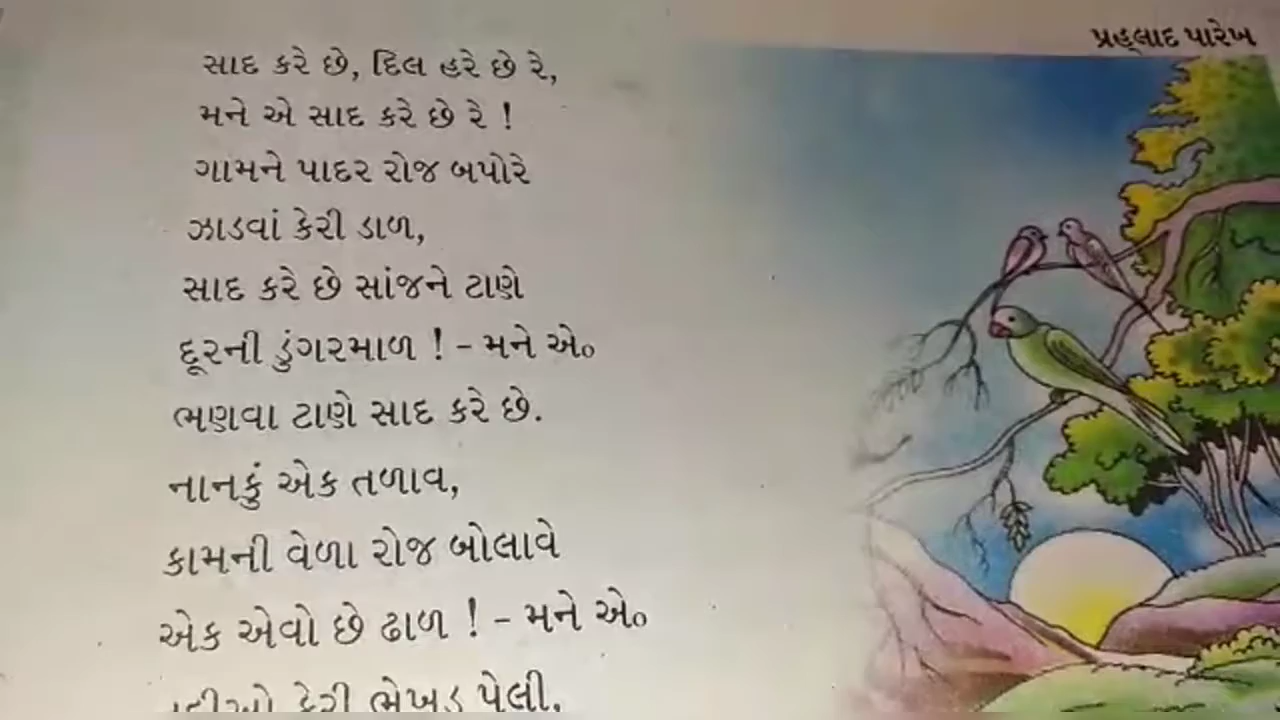 પ્રહ્લાદ પારેખ
સાદ કરે છે, દિલ હરે છે રે,
મને એ સાદ કરે છે રે !
ગામને પાદર રોજ બપોરે
ઝાડવાં કેરી ડાળ,
સાદ કરે છે સાંજને ટાણે
દૂરની ડુંગરમાળ ! – મને એ૦
ભણવા ટાણે સાદ કરે છે.
નાનકું એક તળાવ,
કામની વેળા રોજ બોલાવે
એક એવો છે ઢાળ ! – મને એ૦
કેરી ભેખડ પેલી,